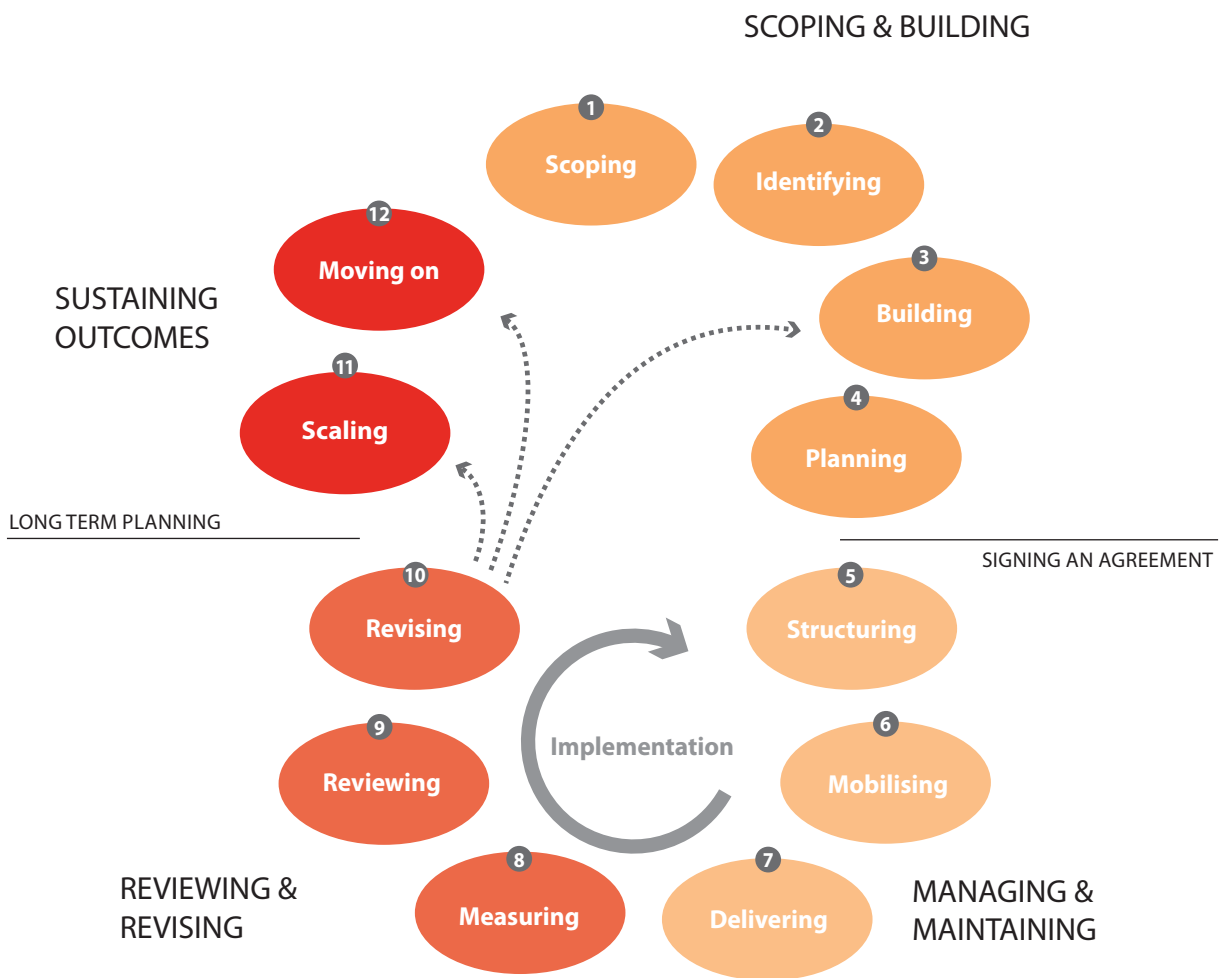 SCOPING & BUILDING
1
Scoping
2
Identifying
3
Building
4
Planning
SIGNING AN AGREEMENT
5
Structuring
6
Mobilising
7
Delivering
MANAGING &
MAINTAINING
8
Measuring
9
Reviewing
10
Revising
REVIEWING &
REVISING
Implementation
LONG TERM PLANNING
11
Scaling
12
Moving on
SUSTAINING
OUTCOMES